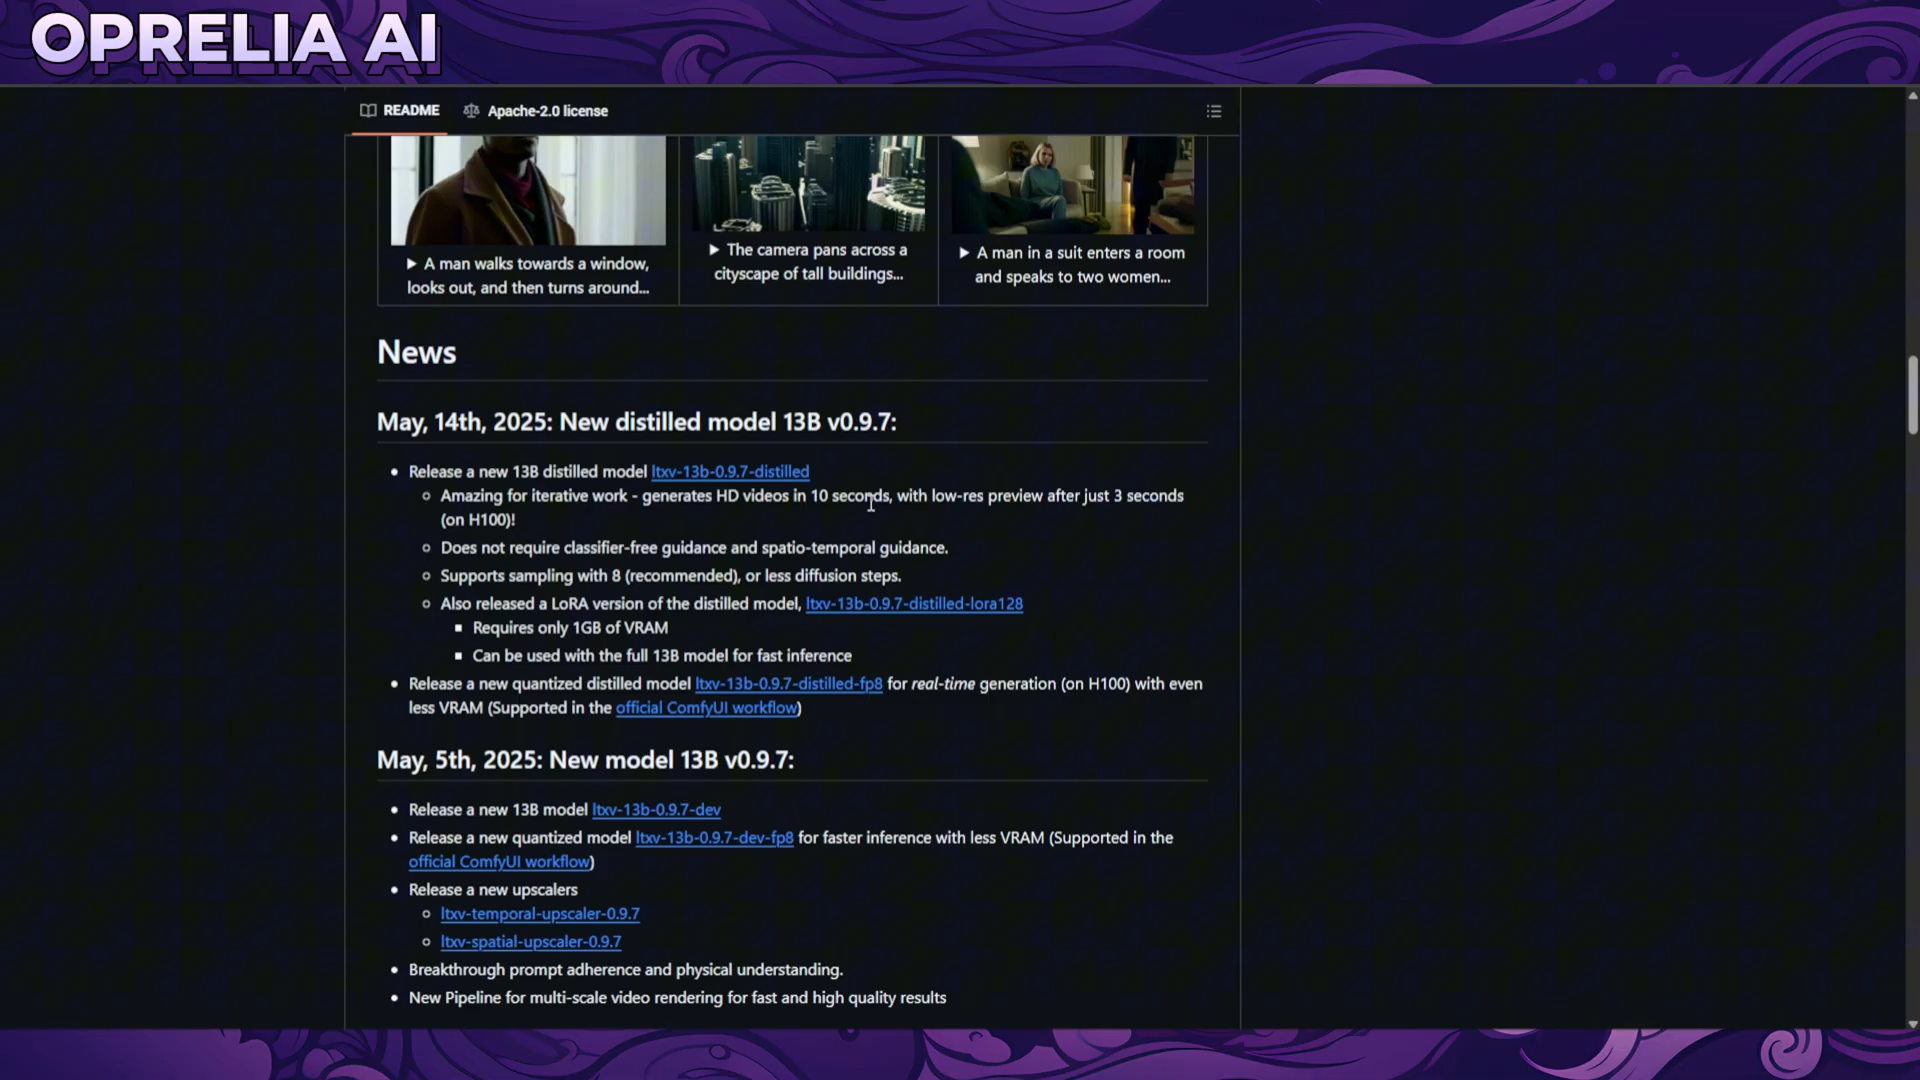 OPRELIA AI
README
Apache-2.0 license
▶ A man walks towards a window,
looks out, and then turns around...
▶ The camera pans across a
cityscape of tall buildings...
▶ A man in a suit enters a room
and speaks to two women...
News
May, 14th, 2025: New distilled model 13B v0.9.7:
• Release a new 13B distilled model ltxv-13b-0.9.7-distilled
○ Amazing for iterative work - generates HD videos in 10 seconds, with low-res preview after just 3 seconds
(on H100)!
○ Does not require classifier-free guidance and spatio-temporal guidance.
○ Supports sampling with 8 (recommended), or less diffusion steps.
○ Also released a LoRA version of the distilled model, ltxv-13b-0.9.7-distilled-lora128
▪ Requires only 1GB of VRAM
▪ Can be used with the full 13B model for fast inference
• Release a new quantized distilled model ltxv-13b-0.9.7-distilled-fp8 for real-time generation (on H100) with even
less VRAM (Supported in the official ComfyUI workflow)
May, 5th, 2025: New model 13B v0.9.7:
• Release a new 13B model ltxv-13b-0.9.7-dev
• Release a new quantized model ltxv-13b-0.9.7-dev-fp8 for faster inference with less VRAM (Supported in the
official ComfyUI workflow)
• Release a new upscalers
○ ltxv-temporal-upscaler-0.9.7
○ ltxv-spatial-upscaler-0.9.7
• Breakthrough prompt adherence and physical understanding.
• New Pipeline for multi-scale video rendering for fast and high quality results